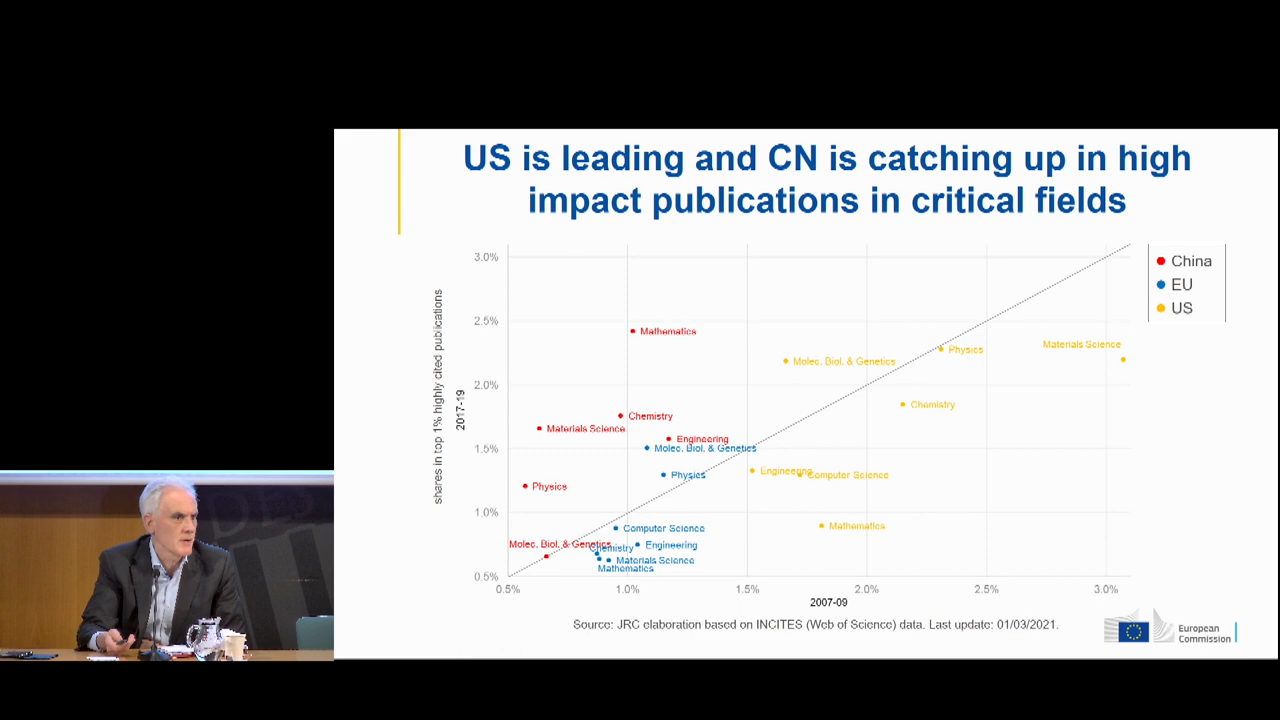 US is leading and CN is catching up in high
impact publications in critical fields
shares in top 1% highly cited publications
2017-19
3.0%
2.5%
2.0%
1.5%
1.0%
0.5%
Mathematics
Molec. Biol. & Genetics
Physics
Materials Science
Chemistry
Chemistry
Materials Science
Engineering
Molec. Biol. & Genetics
Physics
Engineering
Computer Science
Physics
Computer Science
Mathematics
Molec. Biol. & Genetics
Chemistry
Engineering
Materials Science
Mathematics
0.5%
1.0%
1.5%
2.0%
2.5%
3.0%
2007-09
China
EU
US
Source: JRC elaboration based on INCITES (Web of Science) data. Last update: 01/03/2021.
European
Commission